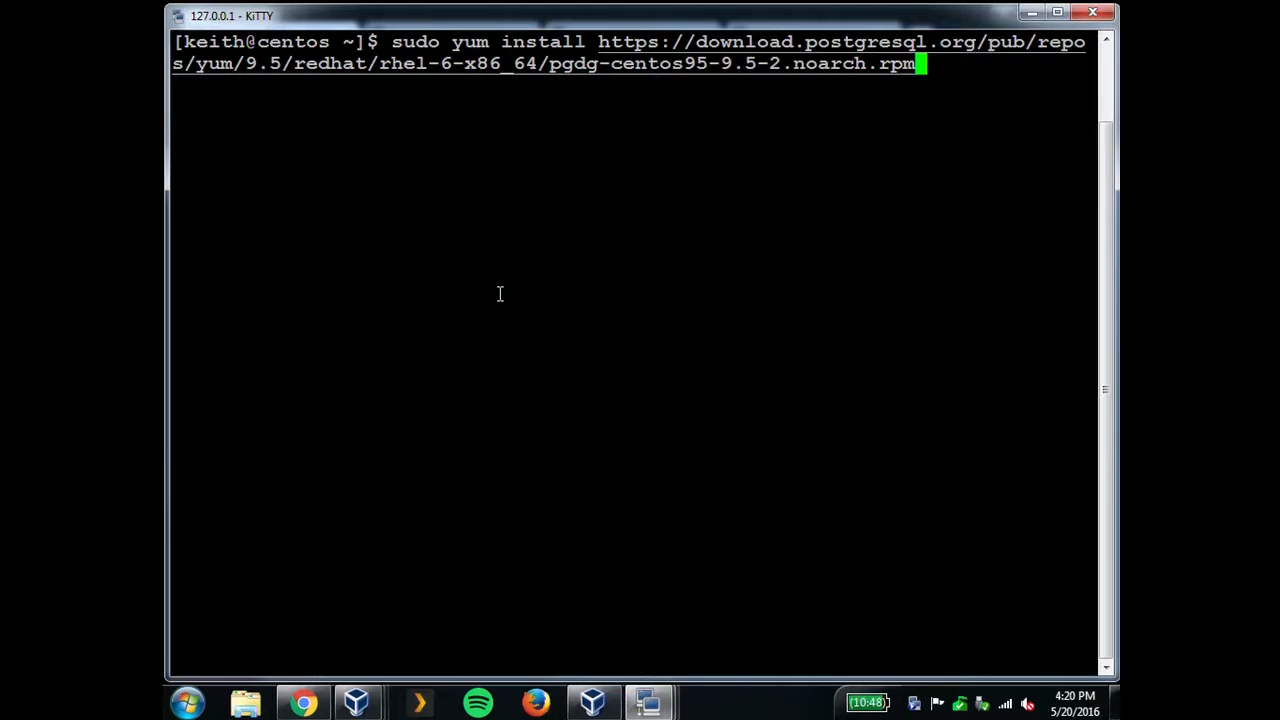 127.0.0.1 - KiTTY
[keith@centos ~]$ sudo yum install https://download.postgresql.org/pub/repo
s/yum/9.5/redhat/rhel-6-x86_64/pgdg-centos95-9.5-2.noarch.rpm
(10:48)
4:20 PM
5/20/2016